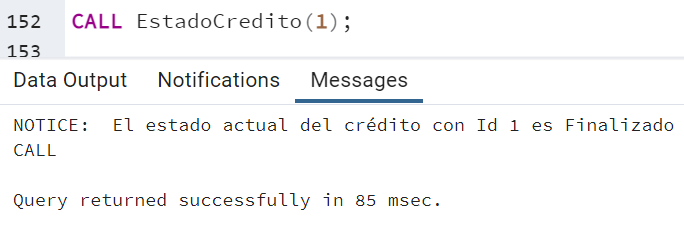 152 CALL EstadoCredito(1);
153
Data Output Notifications Messages
NOTICE:  El estado actual del crédito con Id 1 es Finalizado
CALL
Query returned successfully in 85 msec.